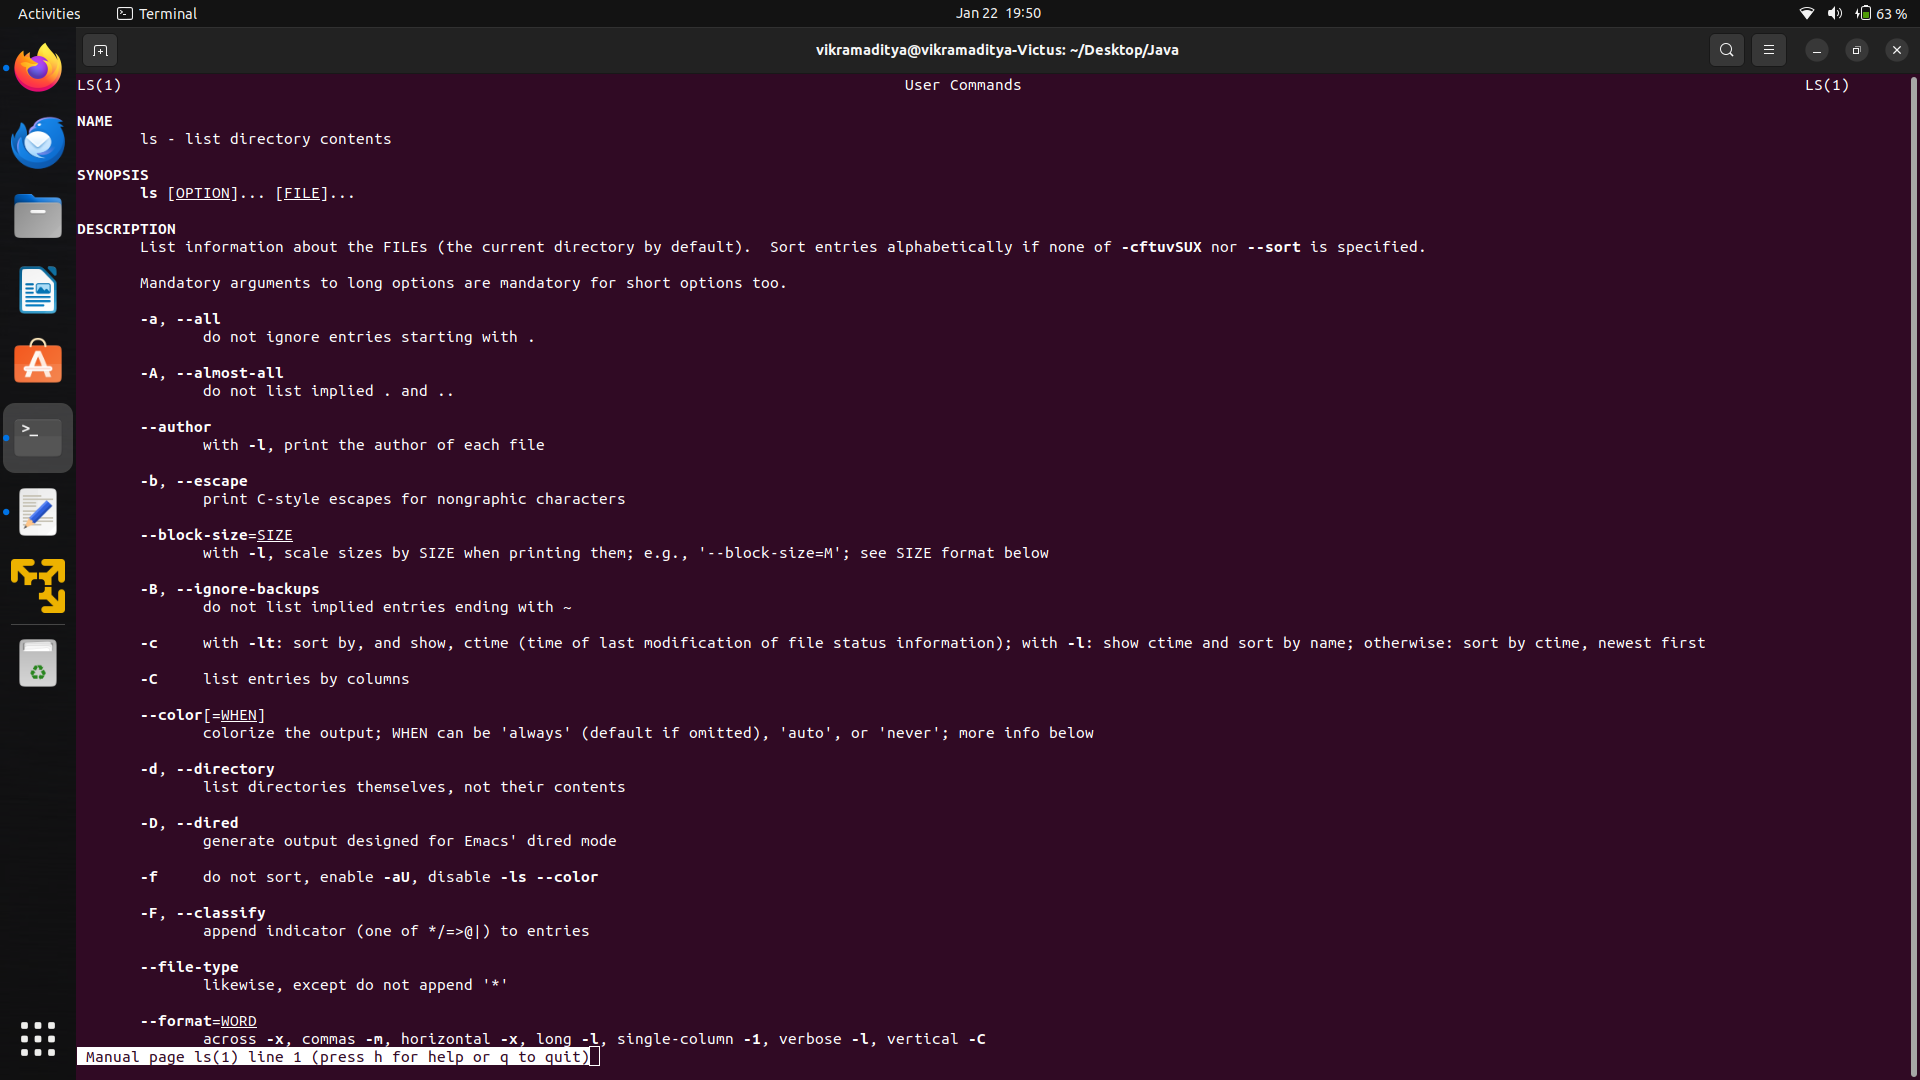 Activities
Terminal
Jan 22  19:50
63 %
vikramaditya@vikramaditya-Victus: ~/Desktop/Java
LS(1) User Commands LS(1)
NAME
ls - list directory contents
SYNOPSIS
ls [OPTION]... [FILE]...
DESCRIPTION
List information about the FILEs (the current directory by default).  Sort entries alphabetically if none of -cftuvSUX nor --sort is specified.
Mandatory arguments to long options are mandatory for short options too.
-a, --all
do not ignore entries starting with .
-A, --almost-all
do not list implied . and ..
--author
with -l, print the author of each file
-b, --escape
print C-style escapes for nongraphic characters
--block-size=SIZE
with -l, scale sizes by SIZE when printing them; e.g., '--block-size=M'; see SIZE format below
-B, --ignore-backups
do not list implied entries ending with ~
-c     with -lt: sort by, and show, ctime (time of last modification of file status information); with -l: show ctime and sort by name; otherwise: sort by ctime, newest first
-C     list entries by columns
--color[=WHEN]
colorize the output; WHEN can be 'always' (default if omitted), 'auto', or 'never'; more info below
-d, --directory
list directories themselves, not their contents
-D, --dired
generate output designed for Emacs' dired mode
-f     do not sort, enable -aU, disable -ls --color
-F, --classify
append indicator (one of */=>@|) to entries
--file-type
likewise, except do not append '*'
--format=WORD
across -x, commas -m, horizontal -x, long -l, single-column -1, verbose -l, vertical -C
Manual page ls(1) line 1 (press h for help or q to quit)